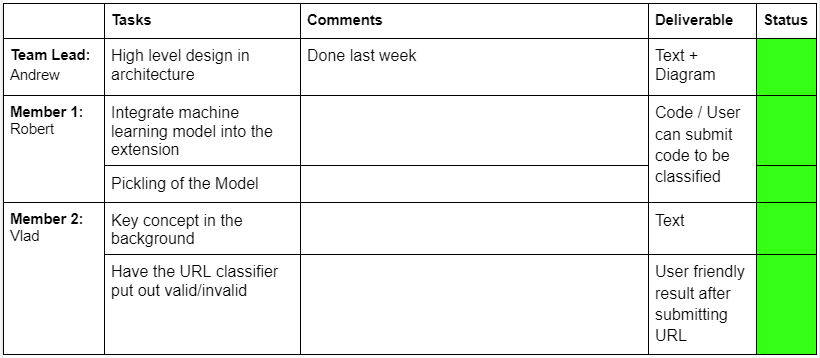 Tasks Comments Deliverable Status
Team Lead: High level design in Done last week Text +
Andrew architecture Diagram
Member 1: Integrate machine Code / User
Robert learning model into the can submit
extension code to be
Pickling of the Model classified
Member 2: Key concept in the Text
Vlad background
Have the URL classifier User friendly
put out valid/invalid result after
submitting
URL